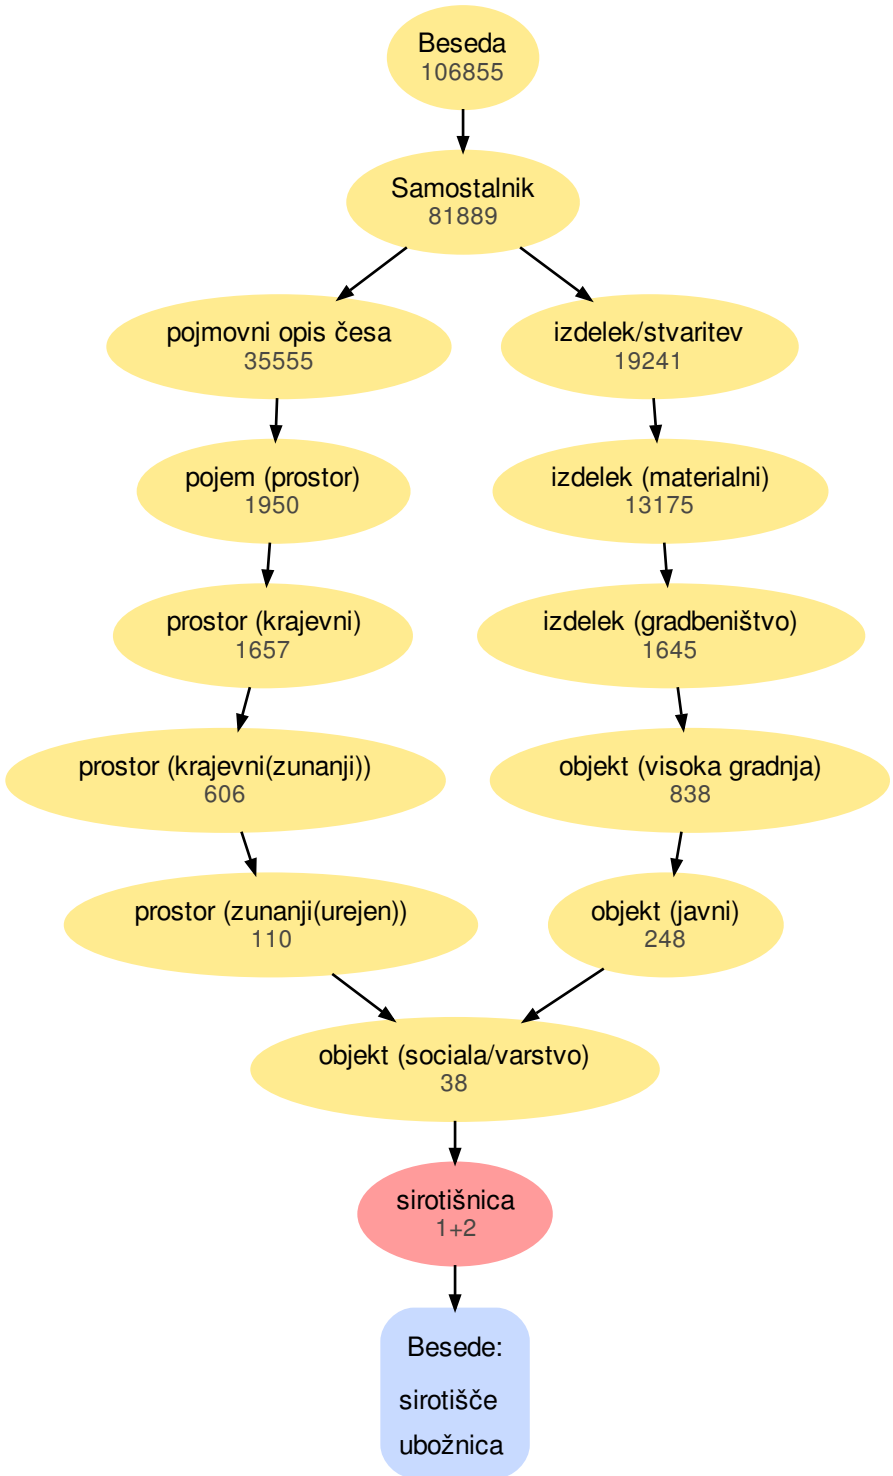 Beseda
106855
Samostalnik
81889
pojmovni opis česa
35555
izdelek/stvaritev
19241
pojem (prostor)
1950
izdelek (materialni)
13175
prostor (krajevni)
1657
izdelek (gradbeništvo)
1645
prostor (krajevni(zunanji))
606
objekt (visoka gradnja)
838
prostor (zunanji(urejen))
110
objekt (javni)
248
objekt (sociala/varstvo)
38
sirotišnica
1+2
Besede:
sirotišče
ubožnica